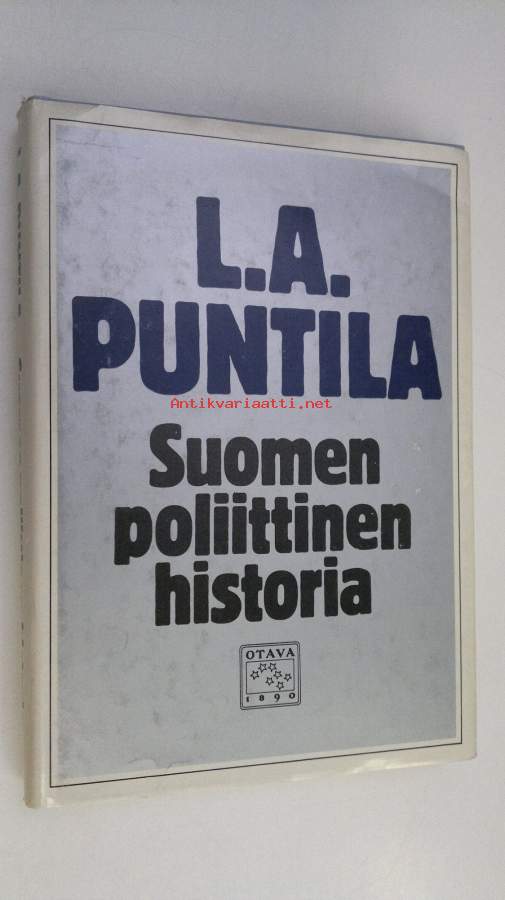 L.A.
PUNTILA
Antikvariaatti.net
Suomen
poliittinen
historia
OTAVA
1890